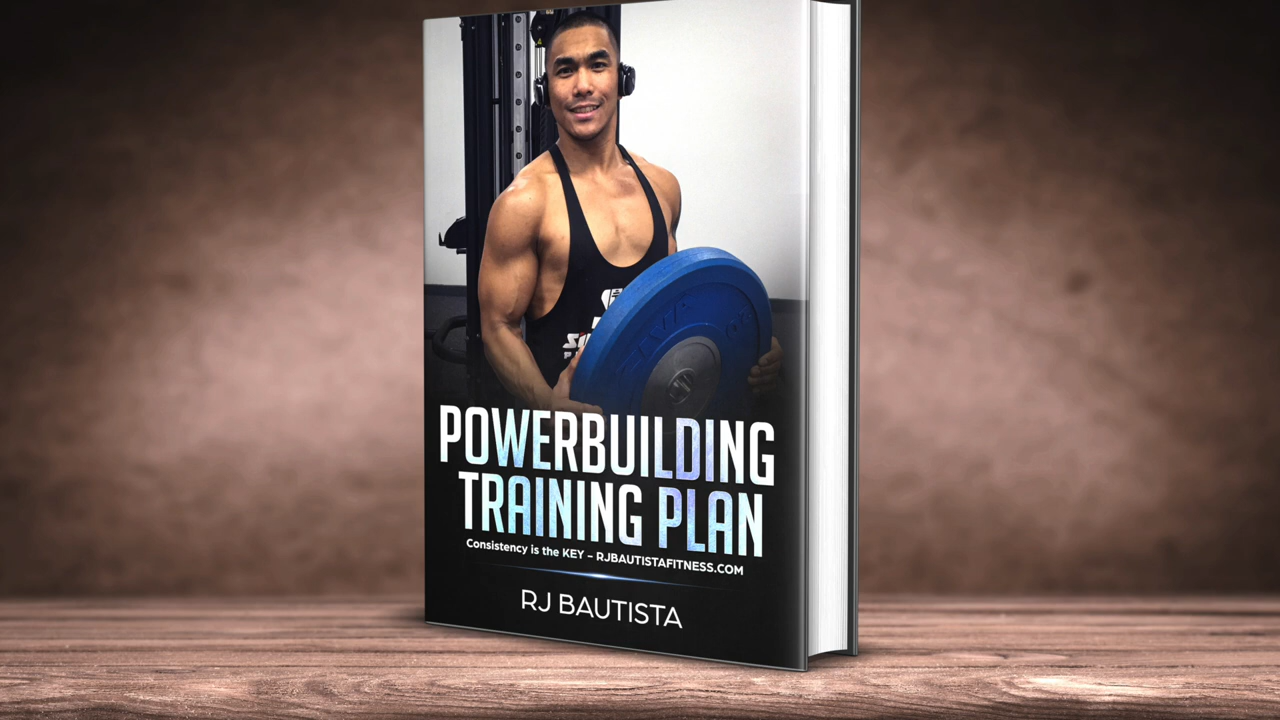 POWERBUILDING
TRAINING PLAN
Consistency is the KEY – RJBAUTISTAFITNESS.COM
RJ BAUTISTA